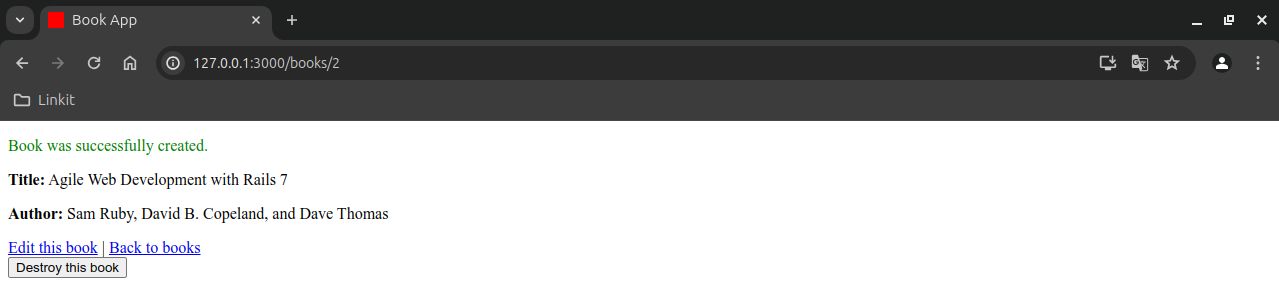 Book App
127.0.0.1:3000/books/2
Linkit
Book was successfully created.
Title: Agile Web Development with Rails 7
Author: Sam Ruby, David B. Copeland, and Dave Thomas
Edit this book | Back to books
Destroy this book